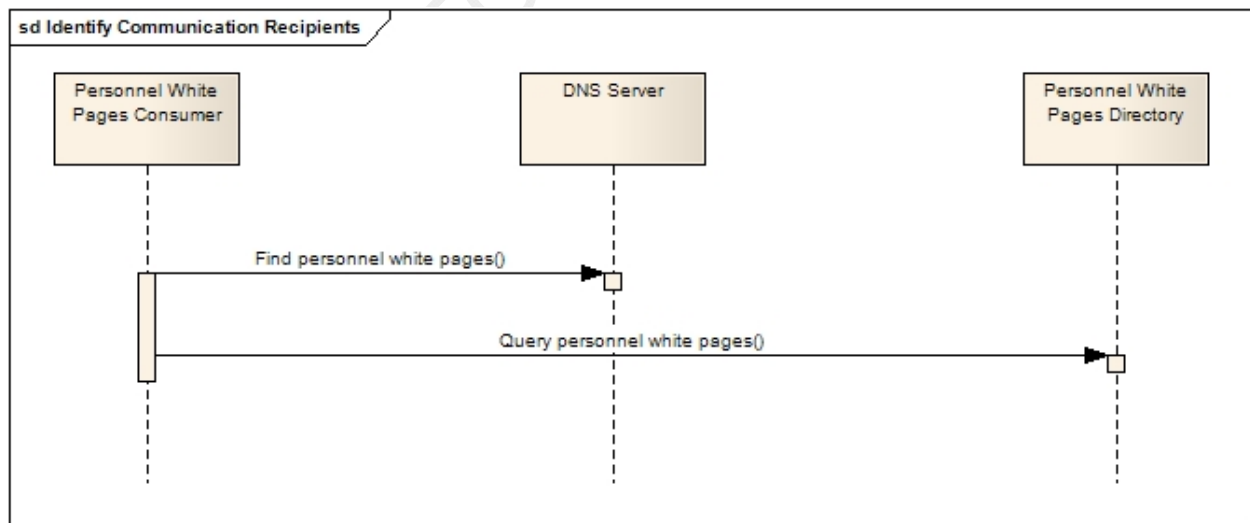 sd Identify Communication Recipients
Personnel White
Pages Consumer
DNS Server
Personnel White
Pages Directory
Find personnel white pages()
Query personnel white pages()